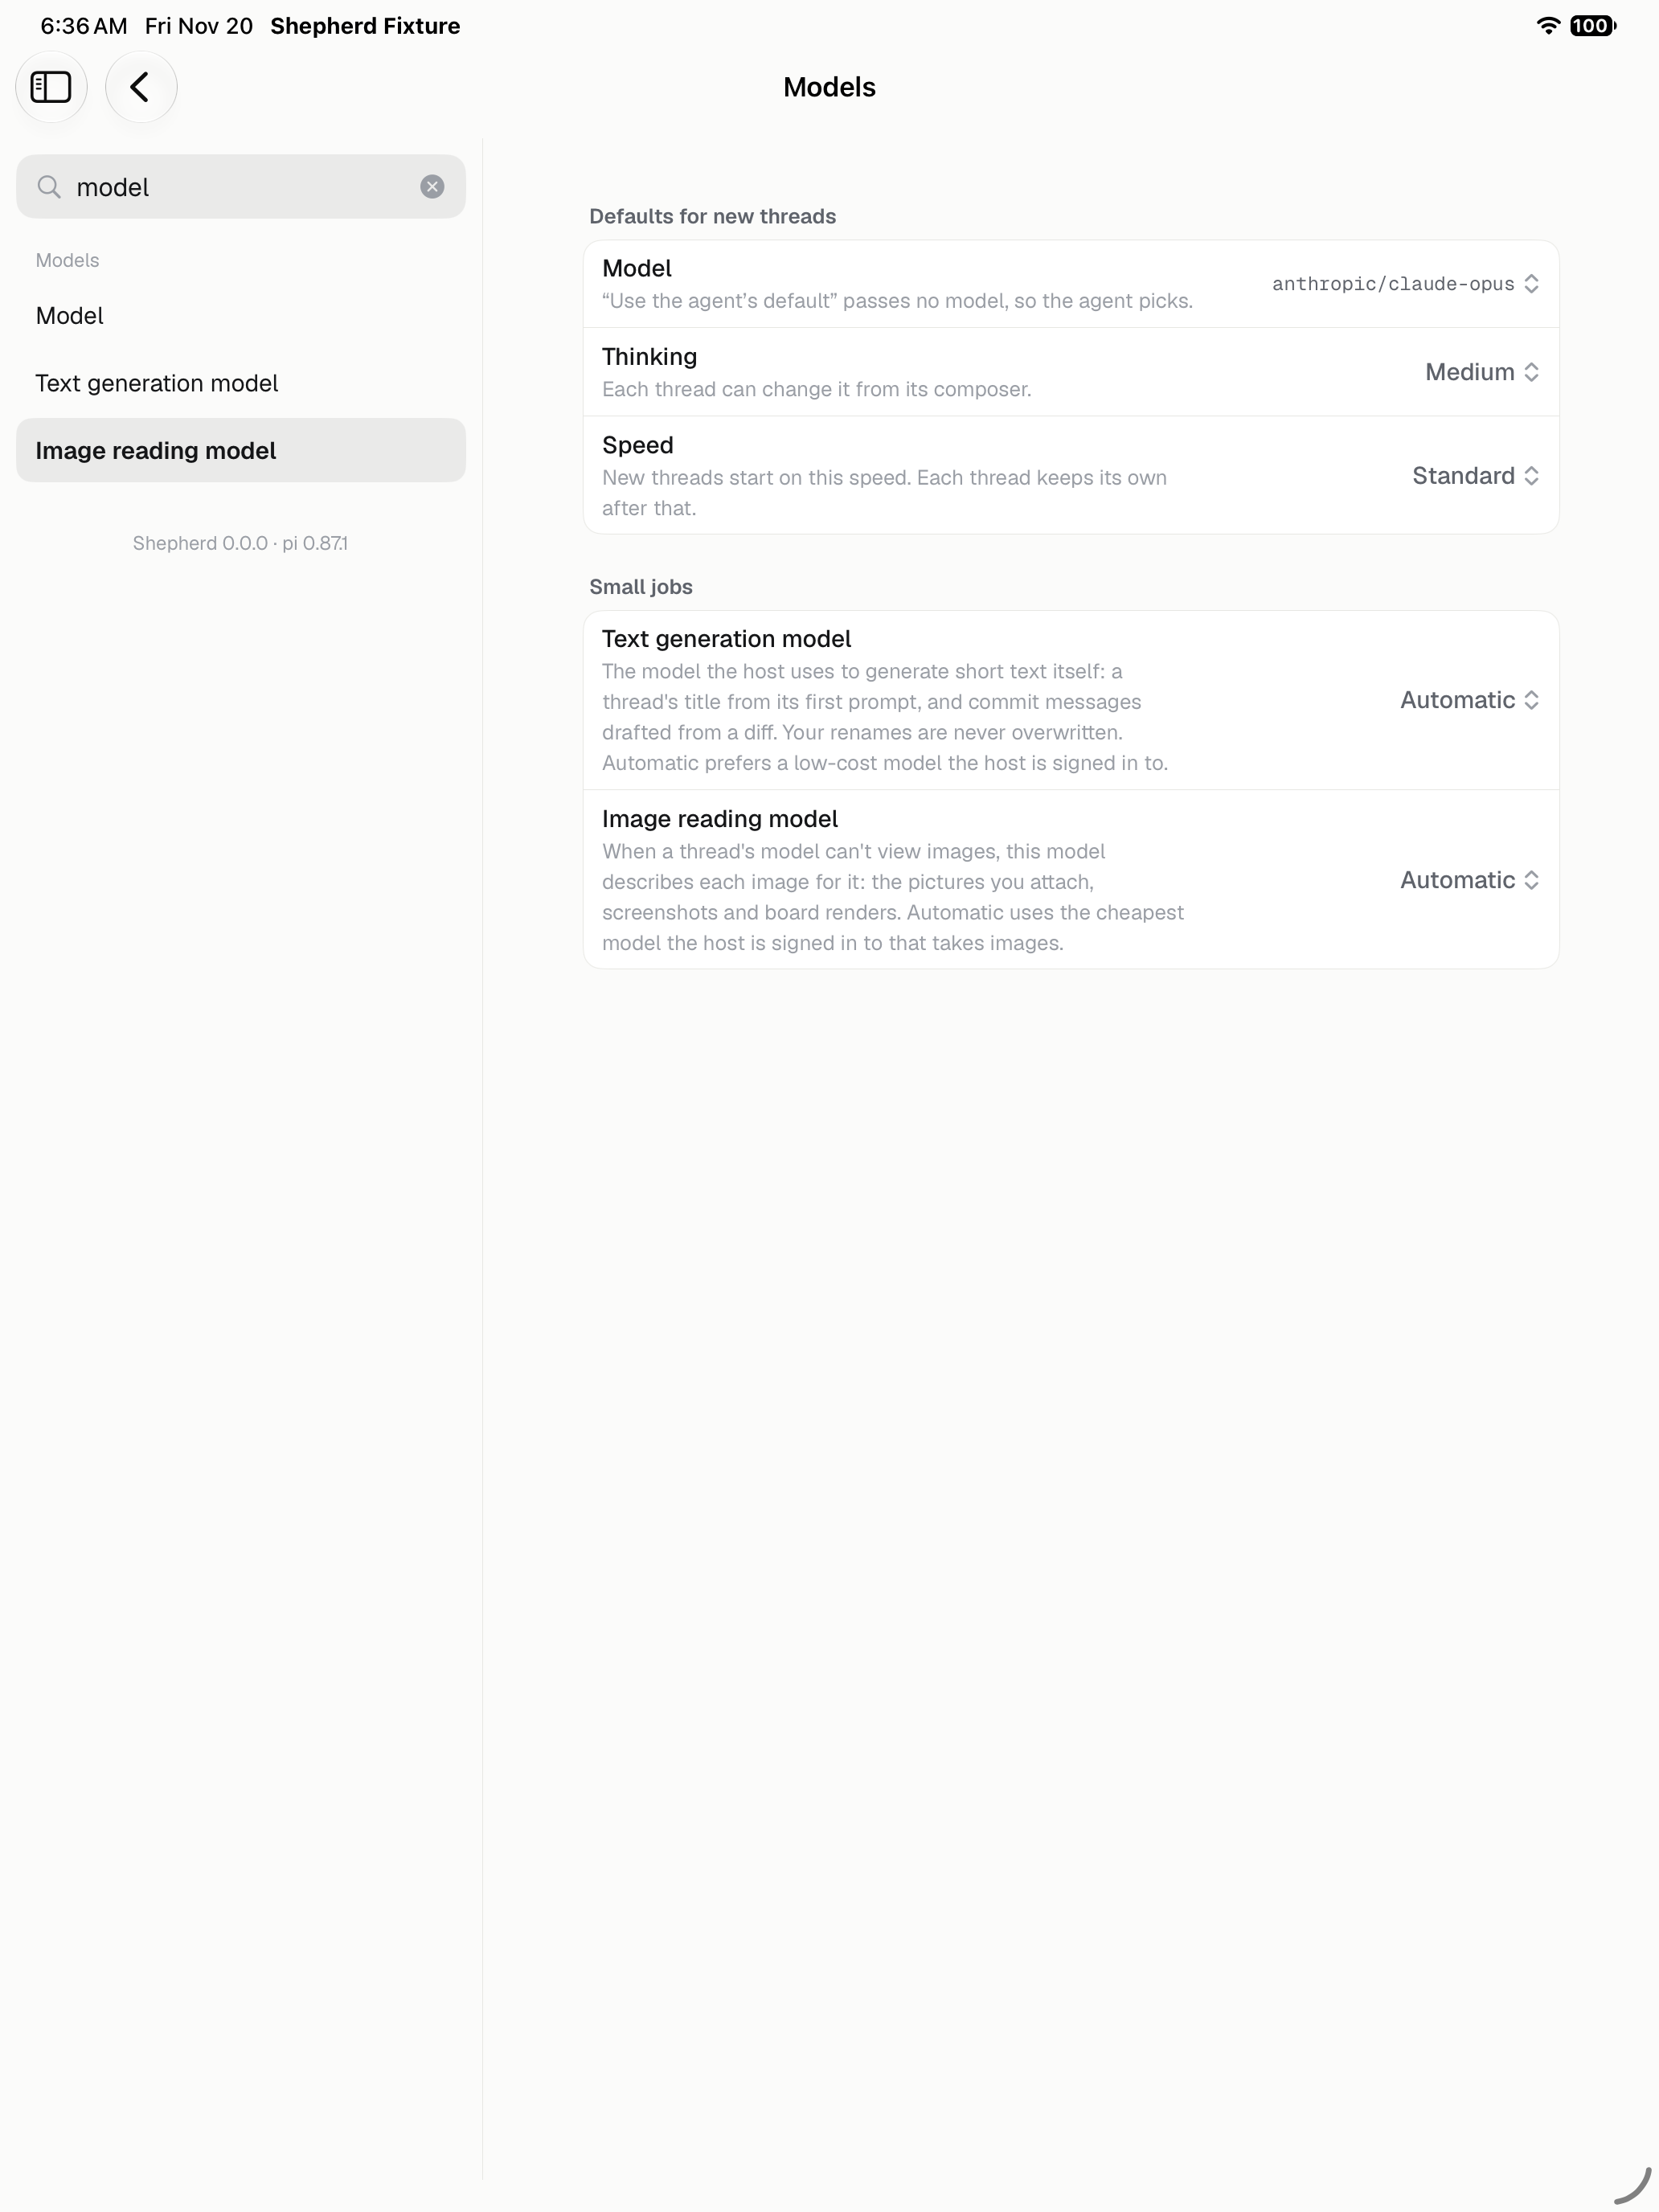 6:36 AM Fri Nov 20 Shepherd Fixture
100
Models
model
Models
Model
Text generation model
Image reading model
Shepherd 0.0.0 · pi 0.87.1
Defaults for new threads
Model
“Use the agent’s default” passes no model, so the agent picks.
anthropic/claude-opus
Thinking
Each thread can change it from its composer.
Medium
Speed
New threads start on this speed. Each thread keeps its own
after that.
Standard
Small jobs
Text generation model
The model the host uses to generate short text itself: a
thread's title from its first prompt, and commit messages
drafted from a diff. Your renames are never overwritten.
Automatic prefers a low-cost model the host is signed in to.
Automatic
Image reading model
When a thread's model can't view images, this model
describes each image for it: the pictures you attach,
screenshots and board renders. Automatic uses the cheapest
model the host is signed in to that takes images.
Automatic